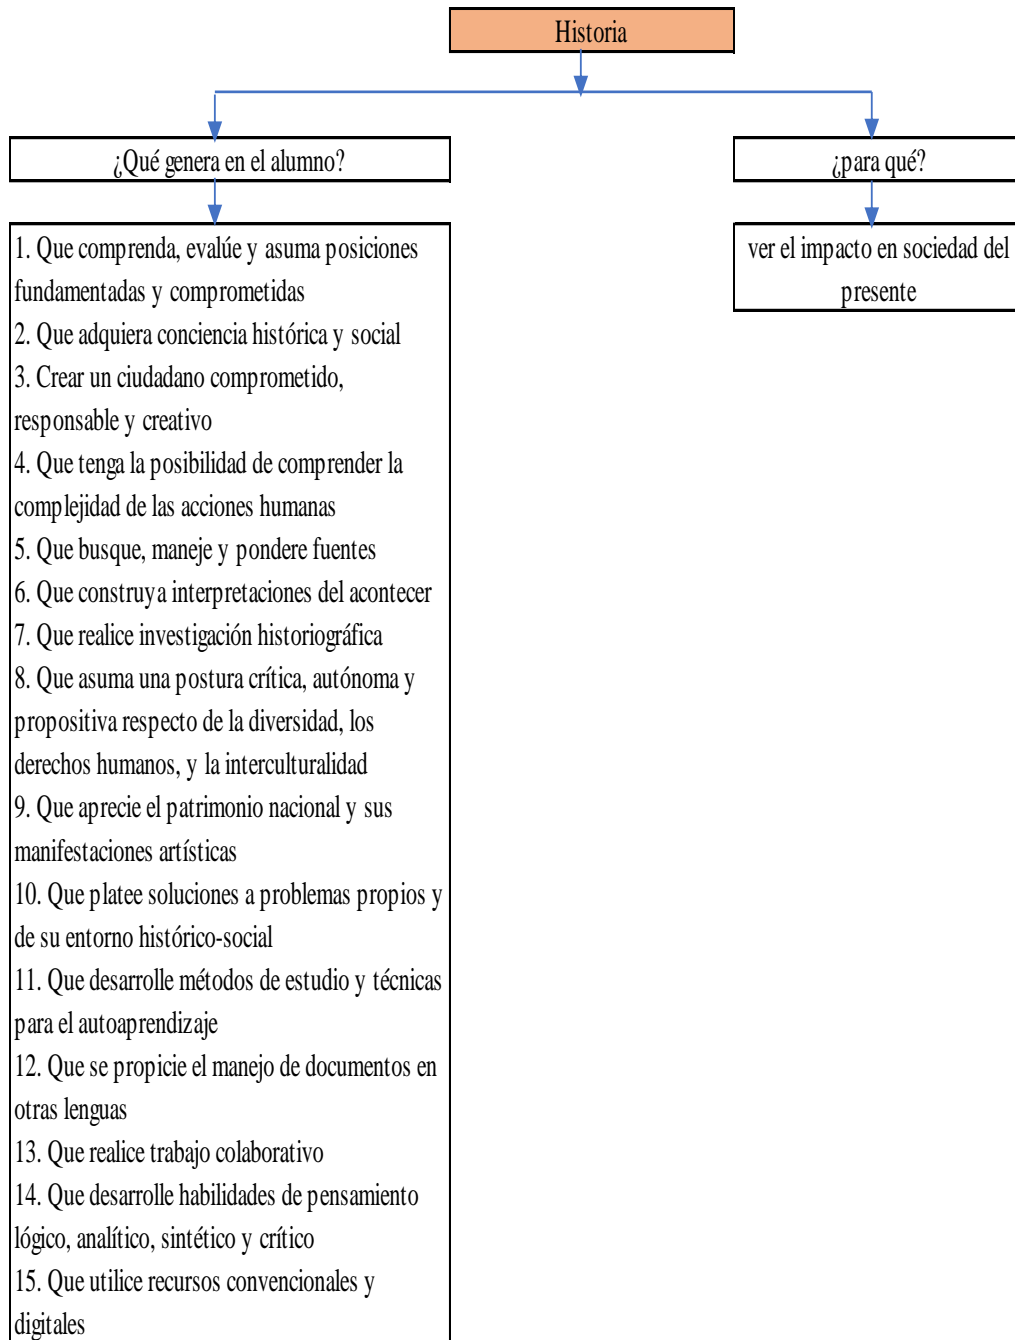 Historia
¿Qué genera en el alumno?
¿para qué?
1. Que comprenda, evalúe y asuma posiciones
fundamentadas y comprometidas
2. Que adquiera conciencia histórica y social
3. Crear un ciudadano comprometido,
responsable y creativo
4. Que tenga la posibilidad de comprender la
complejidad de las acciones humanas
5. Que busque, maneje y pondere fuentes
6. Que construya interpretaciones del acontecer
7. Que realice investigación historiográfica
8. Que asuma una postura crítica, autónoma y
propositiva respecto de la diversidad, los
derechos humanos, y la interculturalidad
9. Que aprecie el patrimonio nacional y sus
manifestaciones artísticas
10. Que platee soluciones a problemas propios y
de su entorno histórico-social
11. Que desarrolle métodos de estudio y técnicas
para el autoaprendizaje
12. Que se propicie el manejo de documentos en
otras lenguas
13. Que realice trabajo colaborativo
14. Que desarrolle habilidades de pensamiento
lógico, analítico, sintético y crítico
15. Que utilice recursos convencionales y
digitales
ver el impacto en sociedad del
presente